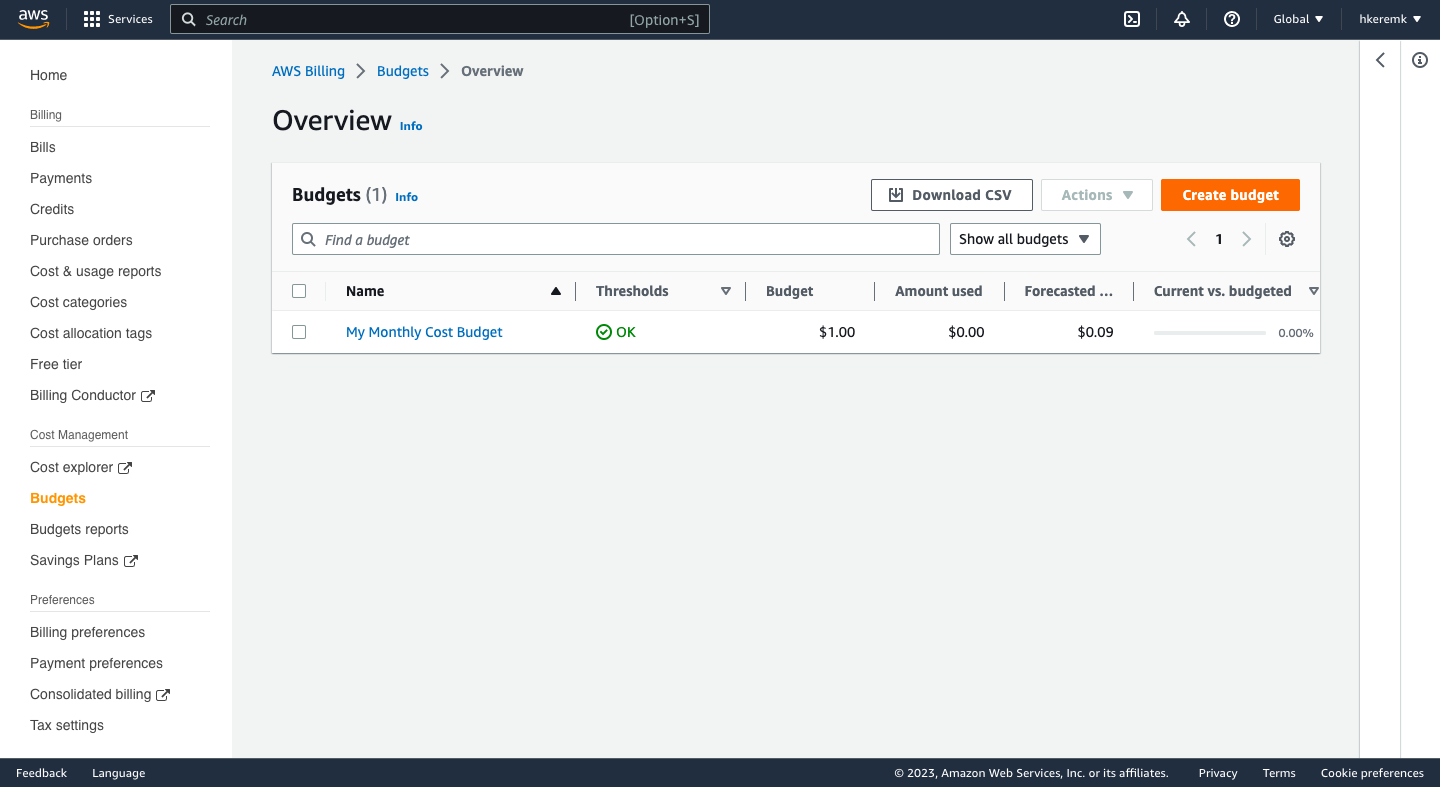 aws
Services
Search
[Option+S]
Global
hkeremk
Home
Billing
Bills
Payments
Credits
Purchase orders
Cost & usage reports
Cost categories
Cost allocation tags
Free tier
Billing Conductor
Cost Management
Cost explorer
Budgets
Budgets reports
Savings Plans
Preferences
Billing preferences
Payment preferences
Consolidated billing
Tax settings
AWS Billing
Budgets
Overview
Overview Info
Budgets (1) Info
Download CSV
Actions
Create budget
Find a budget
Show all budgets
1
Name
Thresholds
Budget
Amount used
Forecasted ...
Current vs. budgeted
My Monthly Cost Budget
OK
$1.00
$0.00
$0.09
0.00%
Feedback
Language
© 2023, Amazon Web Services, Inc. or its affiliates.
Privacy
Terms
Cookie preferences